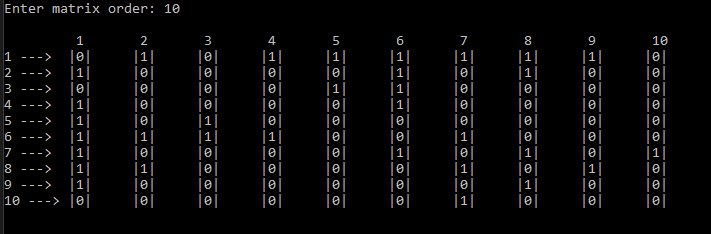 Enter matrix order: 10
1 2 3 4 5 6 7 8 9 10
1 ---> |0| |1| |0| |1| |1| |1| |1| |1| |1| |0|
2 ---> |1| |0| |0| |0| |0| |1| |0| |1| |0| |0|
3 ---> |0| |0| |0| |0| |1| |1| |0| |0| |0| |0|
4 ---> |1| |0| |0| |0| |0| |1| |0| |0| |0| |0|
5 ---> |1| |0| |1| |0| |0| |0| |0| |0| |0| |0|
6 ---> |1| |1| |1| |1| |0| |0| |1| |0| |0| |0|
7 ---> |1| |0| |0| |0| |0| |1| |0| |1| |0| |1|
8 ---> |1| |1| |0| |0| |0| |0| |1| |0| |1| |0|
9 ---> |1| |0| |0| |0| |0| |0| |0| |1| |0| |0|
10 ---> |0| |0| |0| |0| |0| |0| |1| |0| |0| |0|